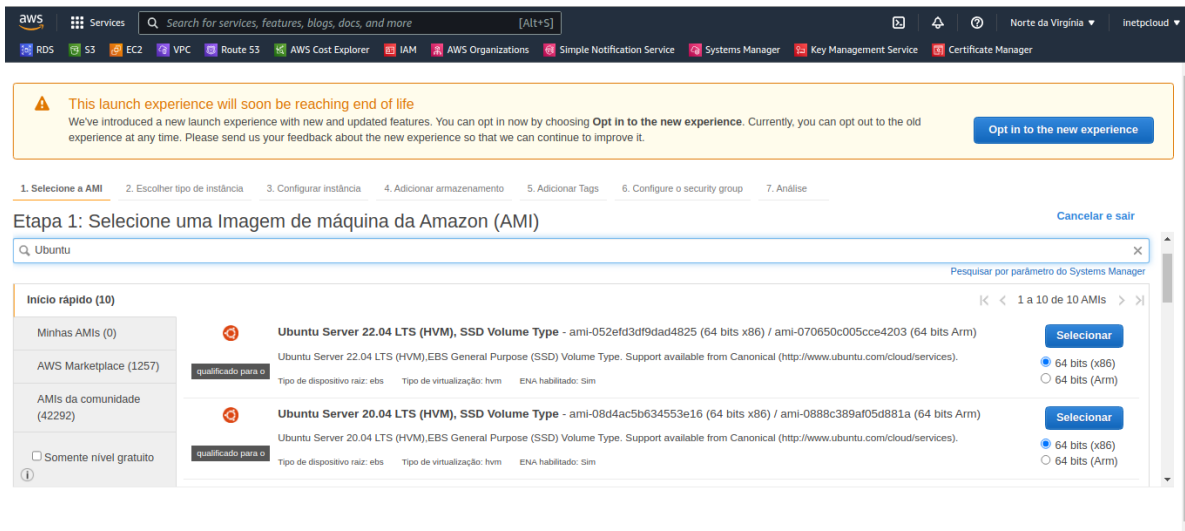 aws Services Search for services, features, blogs, docs, and more [Alt+S] Norte da Virgínia ▼ inetpcloud ▼
RDS S3 EC2 VPC Route 53 AWS Cost Explorer IAM AWS Organizations Simple Notification Service Systems Manager Key Management Service Certificate Manager
This launch experience will soon be reaching end of life
We've introduced a new launch experience with new and updated features. You can opt in now by choosing Opt in to the new experience. Currently, you can opt out to the old
experience at any time. Please send us your feedback about the new experience so that we can continue to improve it.
Opt in to the new experience
1. Selecione a AMI 2. Escolher tipo de instância 3. Configurar instância 4. Adicionar armazenamento 5. Adicionar Tags 6. Configure o security group 7. Análise
Etapa 1: Selecione uma Imagem de máquina da Amazon (AMI)
Cancelar e sair
Ubuntu
Pesquisar por parâmetro do Systems Manager
Início rápido (10)
1 a 10 de 10 AMIs
Minhas AMIs (0)
AWS Marketplace (1257)
AMIs da comunidade
(42292)
Somente nível gratuito
Ubuntu Server 22.04 LTS (HVM), SSD Volume Type - ami-052efd3df9dad4825 (64 bits x86) / ami-070650c005cce4203 (64 bits Arm)
Ubuntu Server 22.04 LTS (HVM),EBS General Purpose (SSD) Volume Type. Support available from Canonical (http://www.ubuntu.com/cloud/services).
qualificado para o
Tipo de dispositivo raiz: ebs Tipo de virtualização: hvm ENA habilitado: Sim
Selecionar
64 bits (x86)
64 bits (Arm)
Ubuntu Server 20.04 LTS (HVM), SSD Volume Type - ami-08d4ac5b634553e16 (64 bits x86) / ami-0888c389af05d881a (64 bits Arm)
Ubuntu Server 20.04 LTS (HVM),EBS General Purpose (SSD) Volume Type. Support available from Canonical (http://www.ubuntu.com/cloud/services).
qualificado para o
Tipo de dispositivo raiz: ebs Tipo de virtualização: hvm ENA habilitado: Sim
Selecionar
64 bits (x86)
64 bits (Arm)